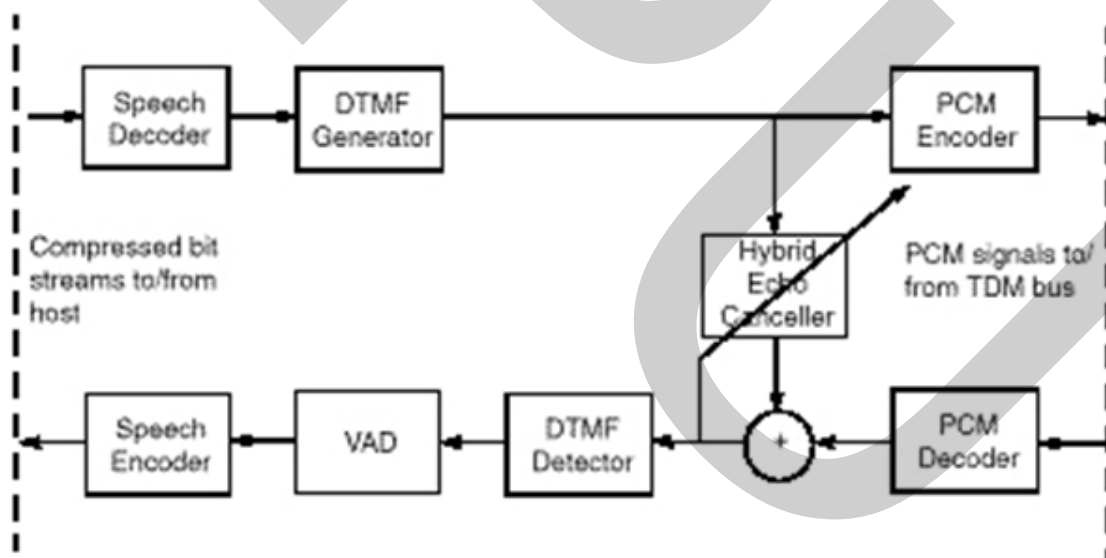 Speech
Decoder
DTMF
Generator
PCM
Encoder
Compressed bit
streams to/from
host
Hybrid
Echo
Canceller
PCM signals to/
from TDM bus
Speech
Encoder
VAD
DTMF
Detector
+
PCM
Decoder